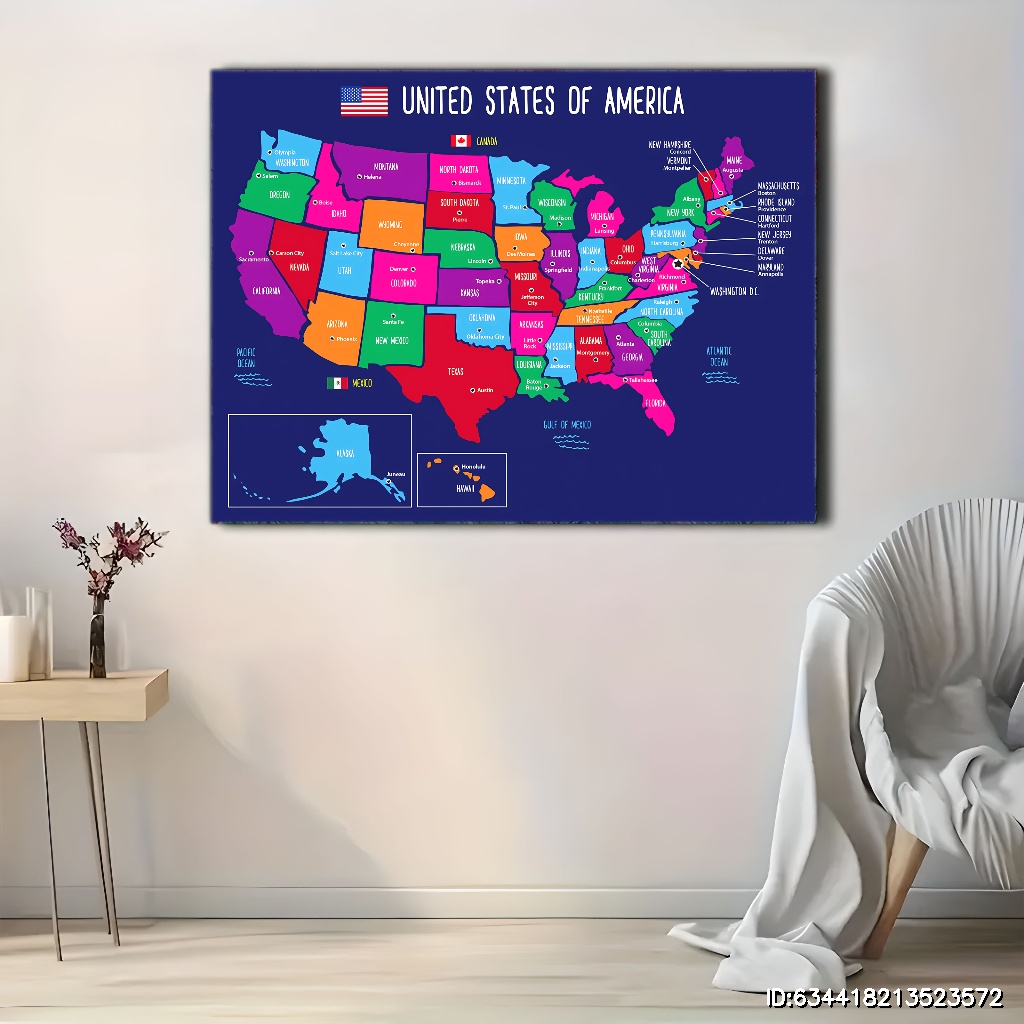 UNITED STATES OF AMERICA
CANADA
Olympia
WASHINGTON
Salem
OREGON
Boise
IDAHO
MONTANA
Helena
NORTH DAKOTA
Bismarck
SOUTH DAKOTA
Pierre
MINNESOTA
St.Paul
WISCONSIN
Madison
MICHIGAN
Lansing
NEW HAMPSHIRE
Concord
VERMONT
Montpelier
MAINE
Augusta
MASSACHUSETTS
Boston
RHODE ISLAND
Providence
CONNECTICUT
Hartford
NEW JERSEY
Trenton
DELAWARE
Dover
MARYLAND
Annapolis
WASHINGTON D.C.
Albany
NEW YORK
PENNSYLVANIA
Harrisburg
WYOMING
Cheyenne
NEBRASKA
Lincoln
IOWA
Des Moines
ILLINOIS
Springfield
INDIANA
Indianapolis
OHIO
Columbus
WEST
VIRGINIA
Charleston
Richmond
VIRGINIA
Sacramento
CALIFORNIA
Carson City
NEVADA
Salt Lake City
UTAH
Denver
COLORADO
Topeka
KANSAS
MISSOURI
Jefferson
City
Frankfort
KENTUCKY
Nashville
TENNESSEE
Raleigh
NORTH CAROLINA
Columbia
SOUTH
CAROLINA
ARIZONA
Phoenix
Santa Fe
NEW MEXICO
OKLAHOMA
Oklahoma City
ARKANSAS
Little
Rock
MISSISSIPPI
Jackson
ALABAMA
Montgomery
Atlanta
GEORGIA
TEXAS
Austin
LOUISIANA
Baton
Rouge
Tallahassee
FLORIDA
PACIFIC
OCEAN
MEXICO
ATLANTIC
OCEAN
GULF OF MEXICO
ALASKA
Juneau
Honolulu
HAWAII
ID:634418213523572